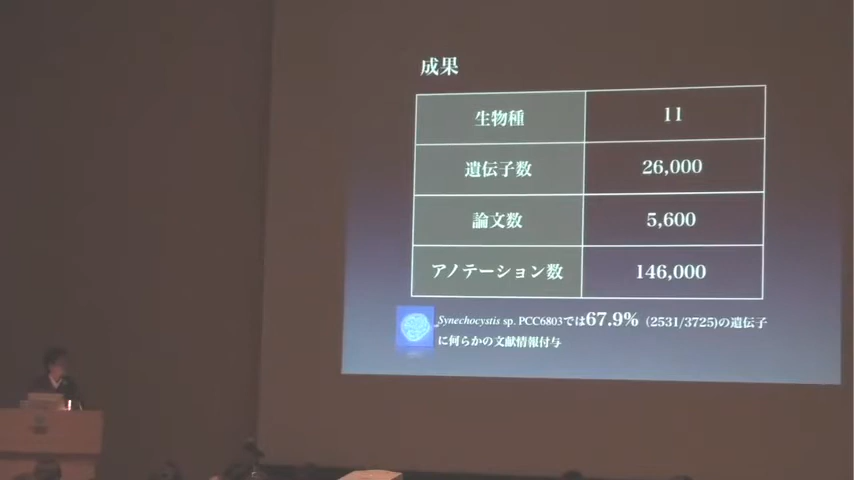 成果
生物種 11
遺伝子数 26,000
論文数 5,600
アノテーション数 146,000
Synechocystis sp. PCC6803では67.9%（2531/3725)の遺伝子
に何らかの文献情報付与